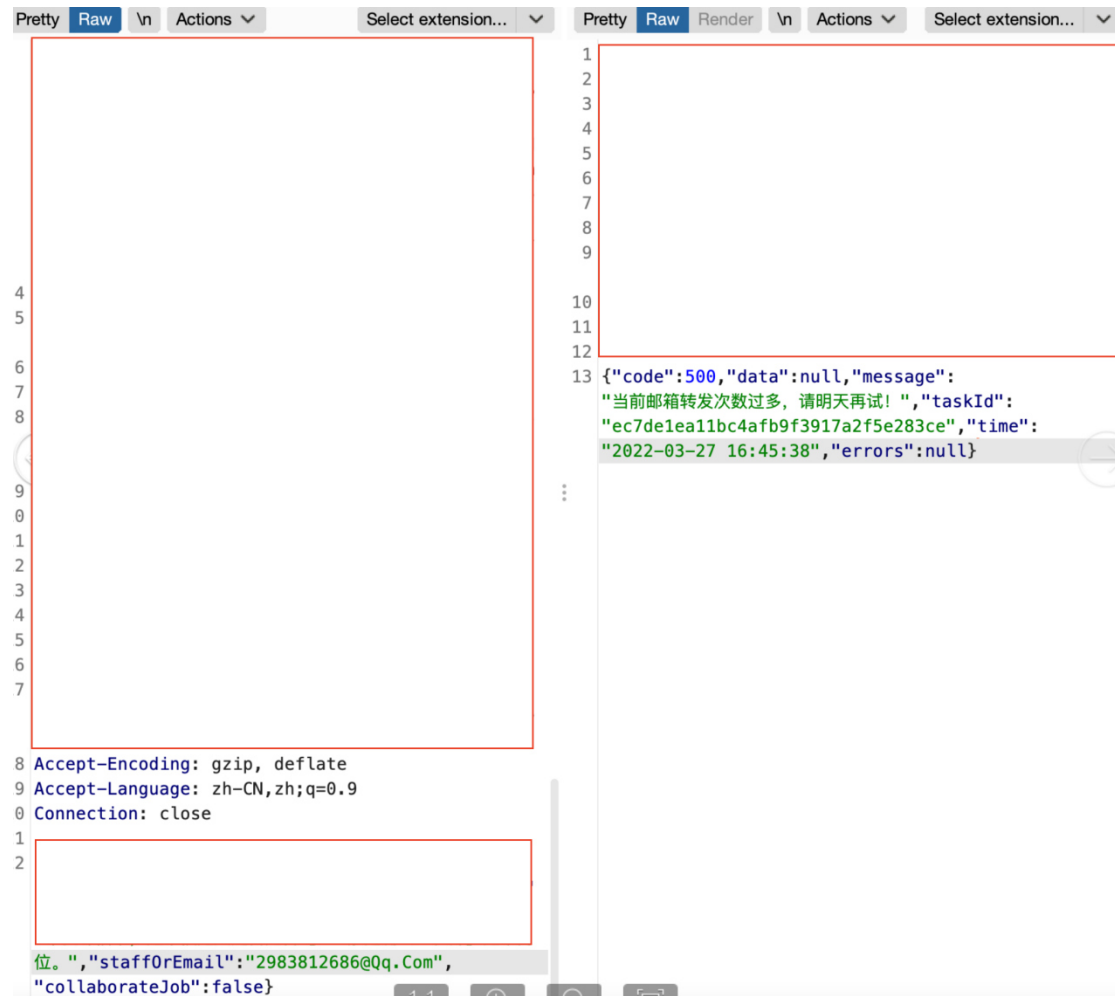 Pretty Raw \n Actions Select extension...
4
5
6
7
8
9
0
1
2
3
4
5
6
7
8 Accept-Encoding: gzip, deflate
9 Accept-Language: zh-CN,zh;q=0.9
0 Connection: close
1
2
位。","staffOrEmail":"2983812686@Qq.Com",
"collaborateJob":false}
Pretty Raw Render \n Actions Select extension...
1
2
3
4
5
6
7
8
9
10
11
12
13 {"code":500,"data":null,"message":
"当前邮箱转发次数过多，请明天再试！","taskId":
"ec7de1ea11bc4afb9f3917a2f5e283ce","time":
"2022-03-27 16:45:38","errors":null}